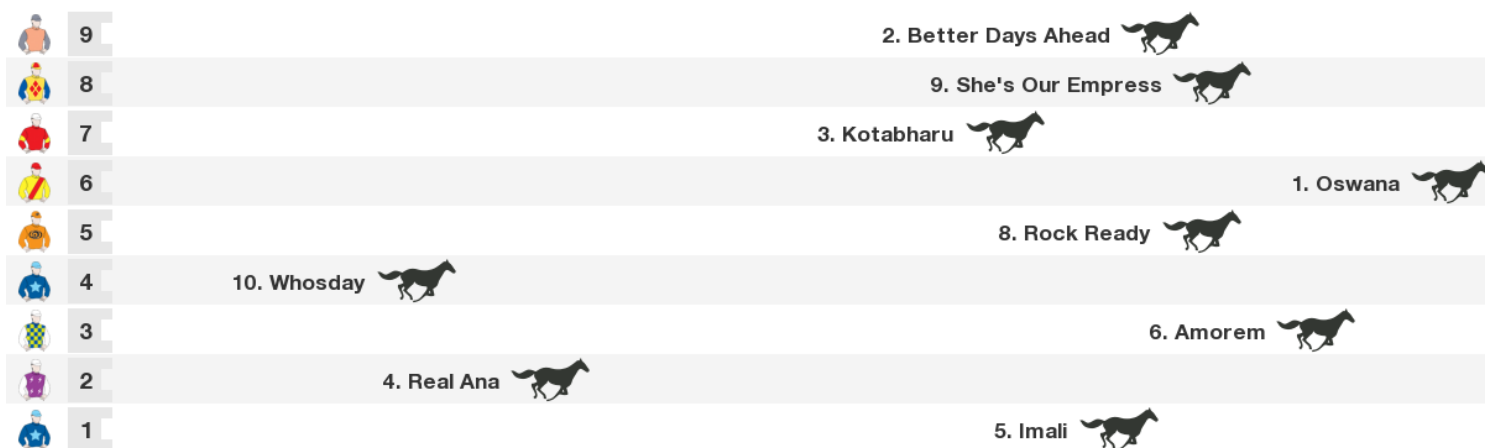 9 2. Better Days Ahead
8 9. She's Our Empress
7 3. Kotabharu
6 1. Oswana
5 8. Rock Ready
4 10. Whosday
3 6. Amorem
2 4. Real Ana
1 5. Imali